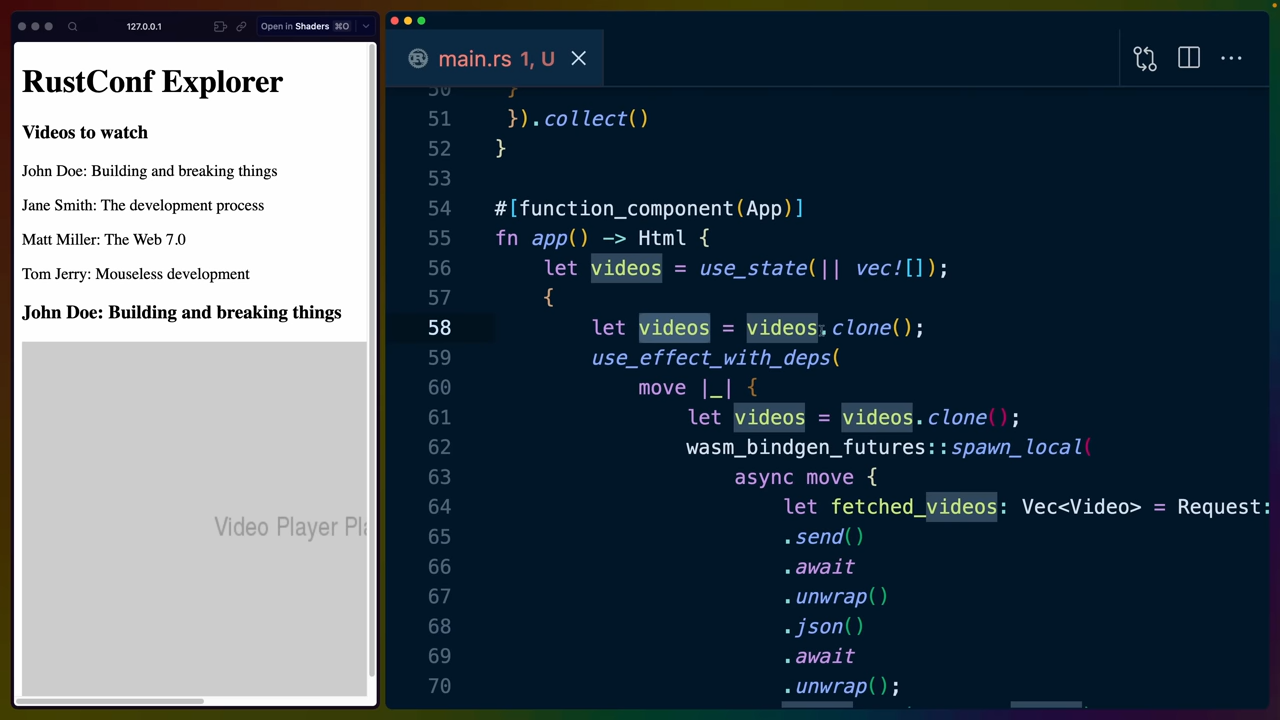 127.0.0.1
Open in Shaders ⌘O
RustConf Explorer
Videos to watch
John Doe: Building and breaking things
Jane Smith: The development process
Matt Miller: The Web 7.0
Tom Jerry: Mouseless development
John Doe: Building and breaking things
Video Player Pla
main.rs 1, U
50 }
51 }).collect()
52 }
53
54 #[function_component(App)]
55 fn app() -> Html {
56 let videos = use_state(|| vec![]);
57 {
58 let videos = videos.clone();
59 use_effect_with_deps(
60 move |_| {
61 let videos = videos.clone();
62 wasm_bindgen_futures::spawn_local(
63 async move {
64 let fetched_videos: Vec<Video> = Request:
65 .send()
66 .await
67 .unwrap()
68 .json()
69 .await
70 .unwrap();